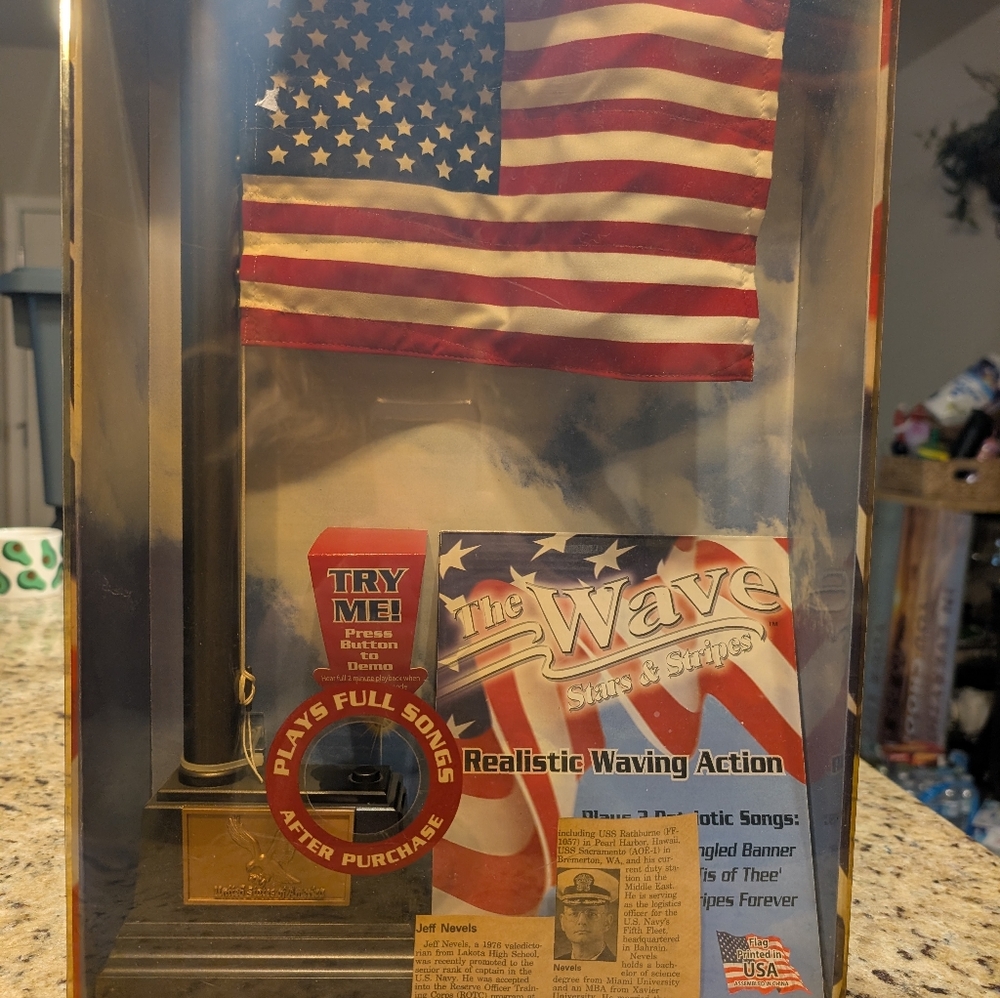 TRY
ME!
Press
Button
to
Demo
PLAYS FULL SONGS
AFTER PURCHASE
The Wave
Stars & Stripes
Realistic Waving Action
Plays 3 Patriotic Songs:
ngled Banner
'Tis of Thee'
ripes Forever
Flag
Printed in
USA
ASSEMBLED IN CHINA
including USS Rathburne (FF-
1057) in Pearl Harbor, Hawaii,
USS Sacramento (AOE-1) in
Bremerton, WA, and his cur-
rent duty sta-
tion in the
Middle East.
He is serving
as the logistics
officer for the
U.S. Navy's
Fifth Fleet,
headquartered
in Bahrain.
Nevels
Nevels
holds a bach-
elor of science
degree from Miami University
and an MBA from Xavier
Jeff Nevels
Jeff Nevels, a 1976 valedicto-
rian from Lakota High School,
was recently promoted to the
senior rank of captain in the
U.S. Navy. He was accepted
into the Reserve Officer Train-
ing Corps (ROTC) program at